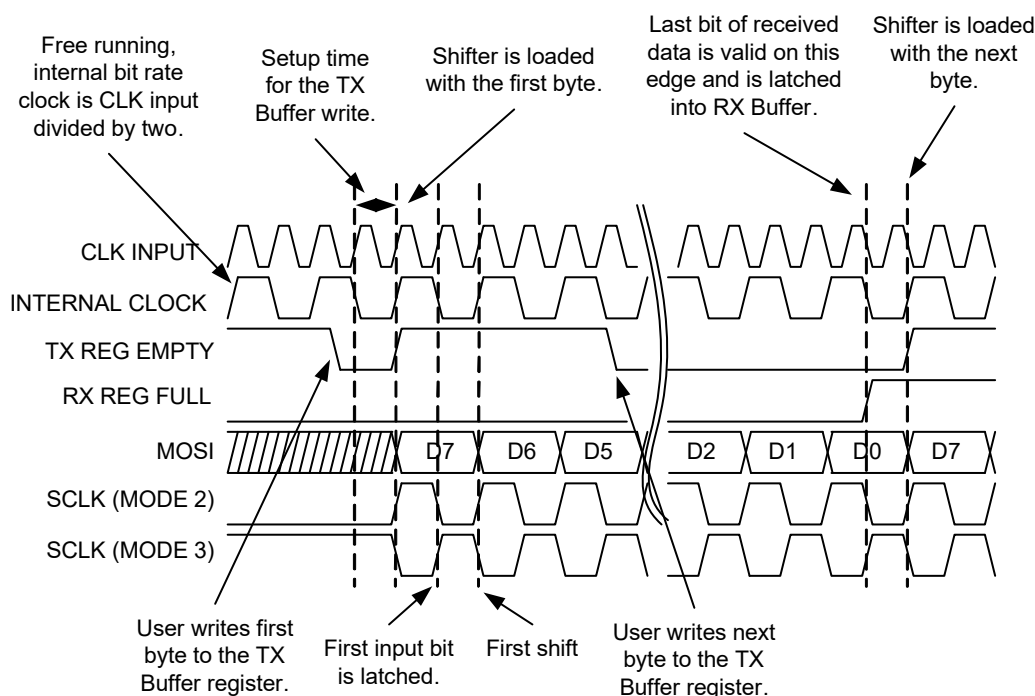 Free running,
internal bit rate
clock is CLK input
divided by two.
Setup time
for the TX
Buffer write.
Shifter is loaded
with the first byte.
Last bit of received
data is valid on this
edge and is latched
into RX Buffer.
Shifter is loaded
with the next
byte.
CLK INPUT
INTERNAL CLOCK
TX REG EMPTY
RX REG FULL
MOSI
D7
D6
D5
D2
D1
D0
D7
SCLK (MODE 2)
SCLK (MODE 3)
User writes first
byte to the TX
Buffer register.
First input bit
is latched.
First shift
User writes next
byte to the TX
Buffer register.